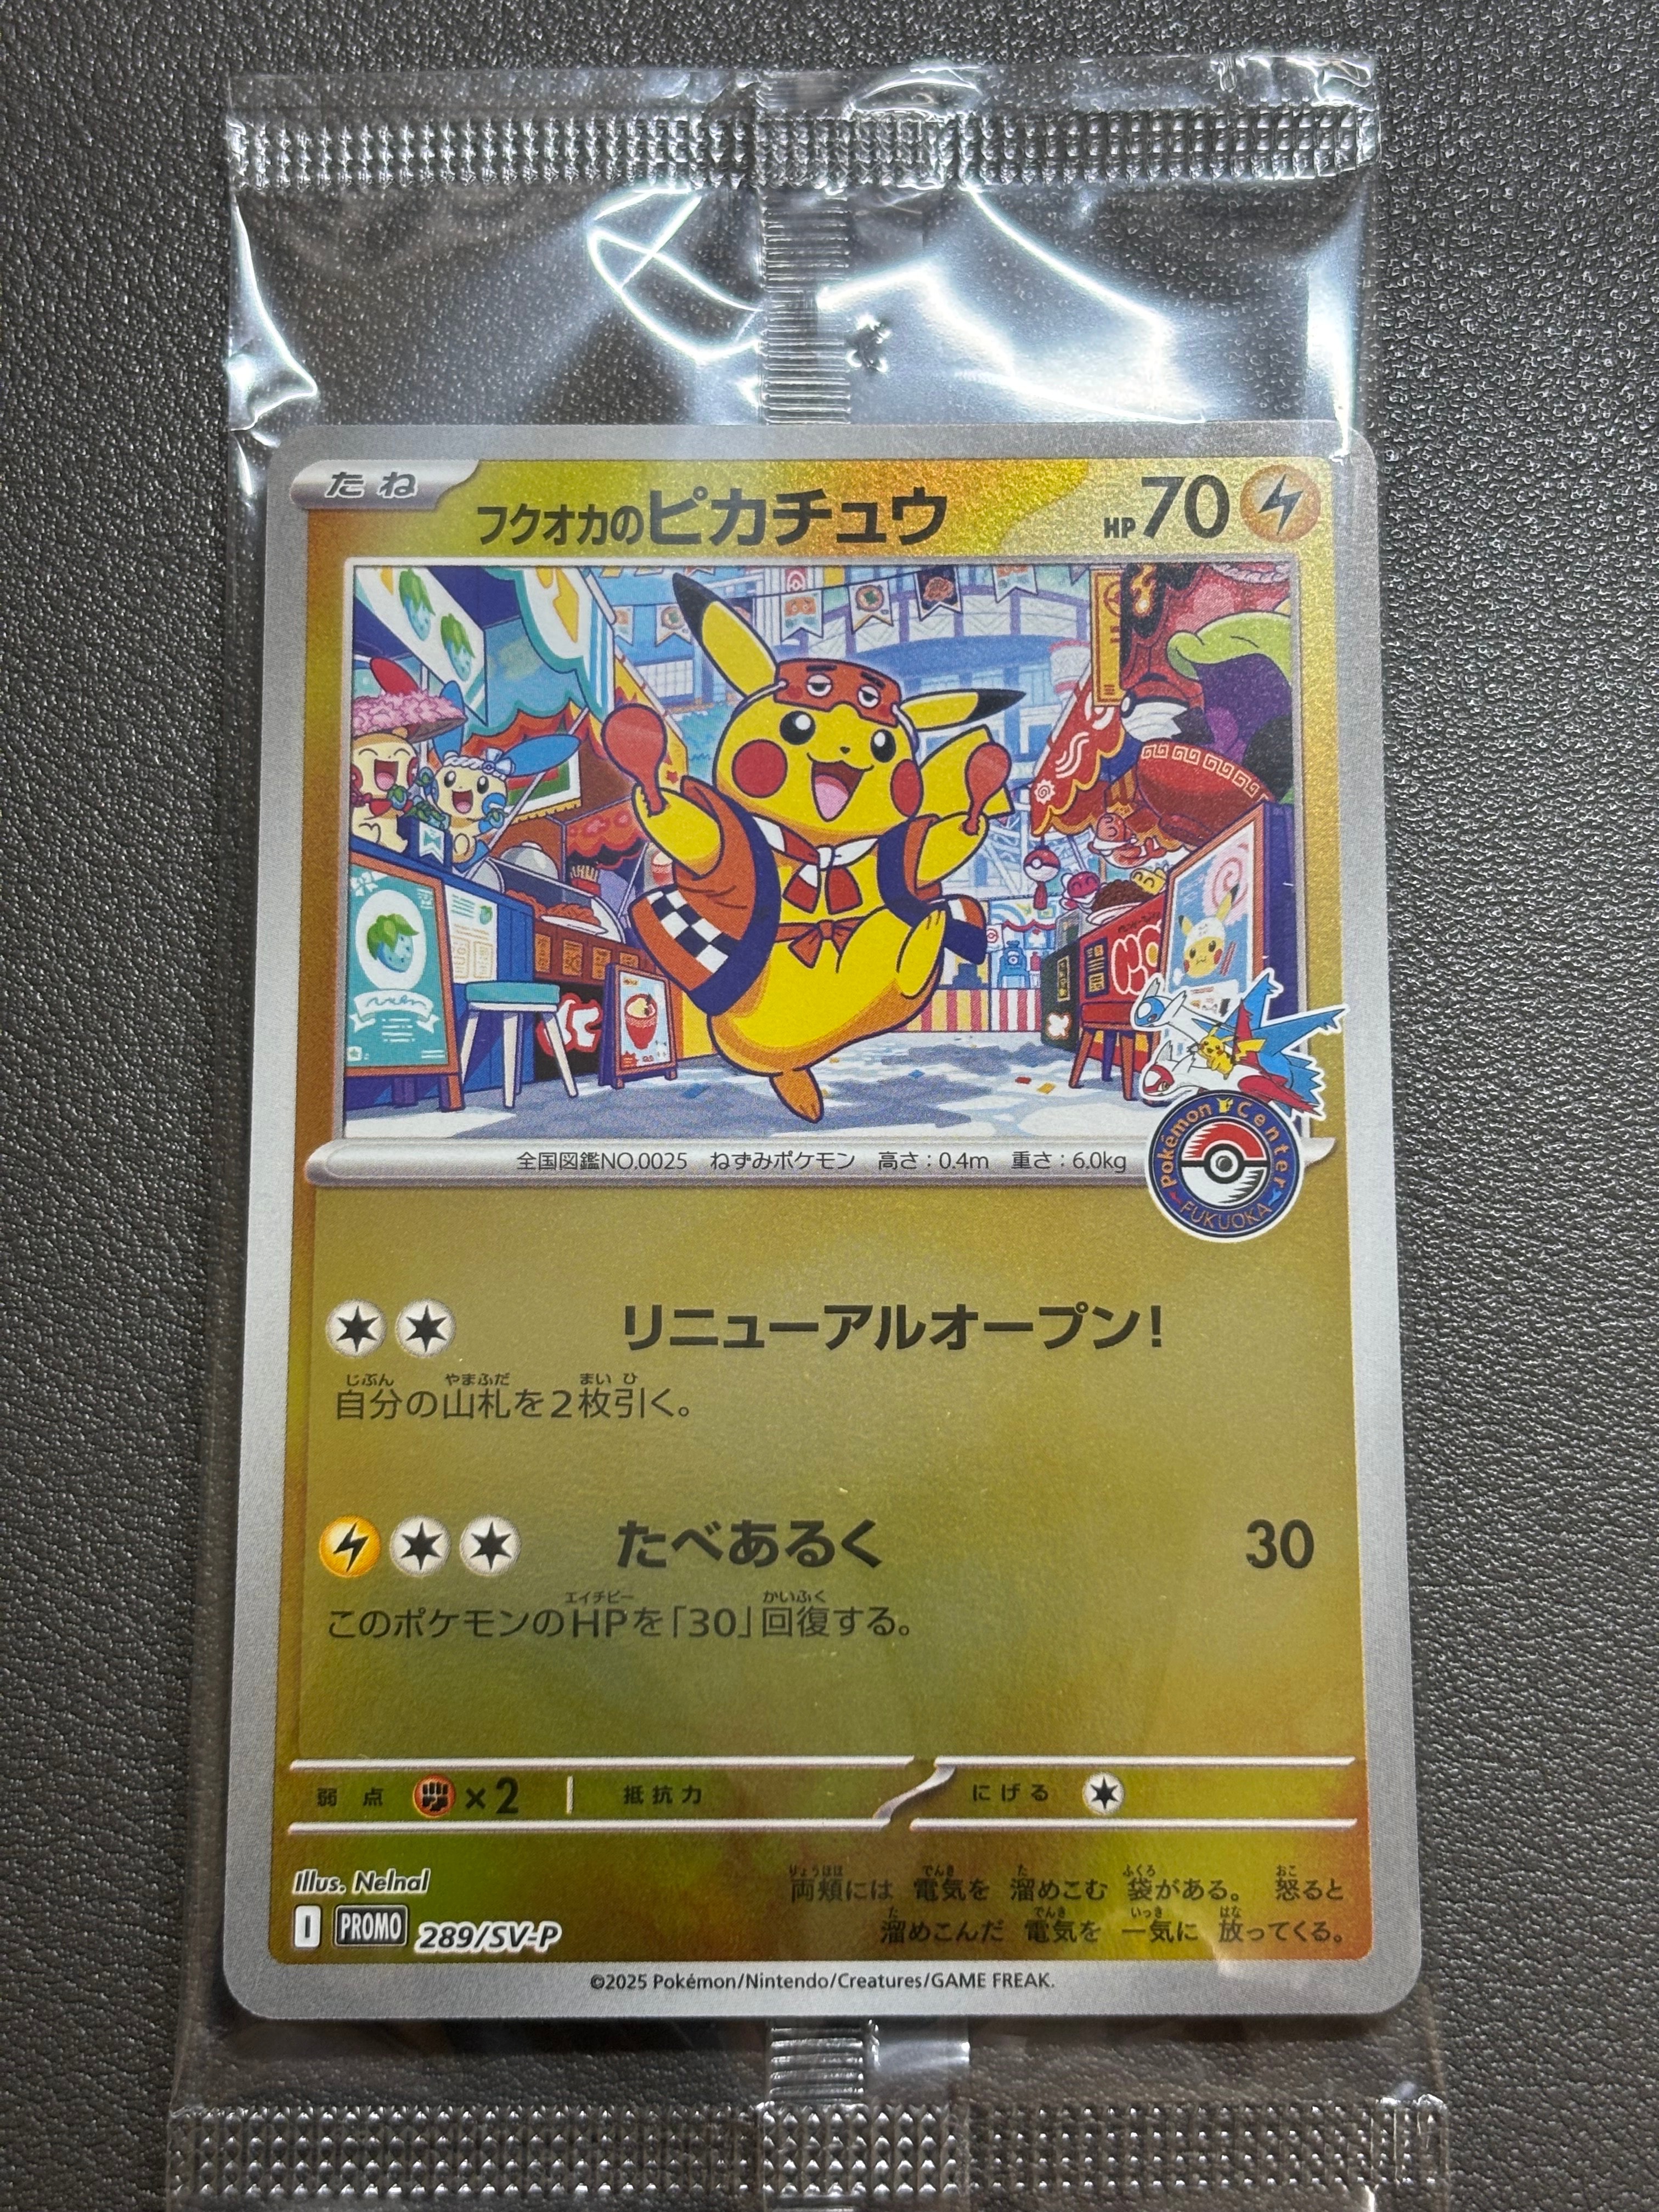 たね
フクオカのピカチュウ
HP70
全国図鑑NO.0025 ねずみポケモン 高さ:0.4m 重さ:6.0kg
Pokémon Center
FUKUOKA
リニューアルオープン!
じぶん やまふだ まい ひ
自分の山札を2枚引く。
たべあるく 30
エイチピー かいふく
このポケモンのHPを「30」回復する。
弱点 ×2 抵抗力 にげる
Illus. Nelnal
りょうほほ でんき た ふくろ おこ
両頬には 電気を 溜めこむ 袋がある。 怒ると
た でんき いっき はな
溜めこんだ 電気を 一気に 放ってくる。
I PROMO 289/SV-P
©2025 Pokémon/Nintendo/Creatures/GAME FREAK.